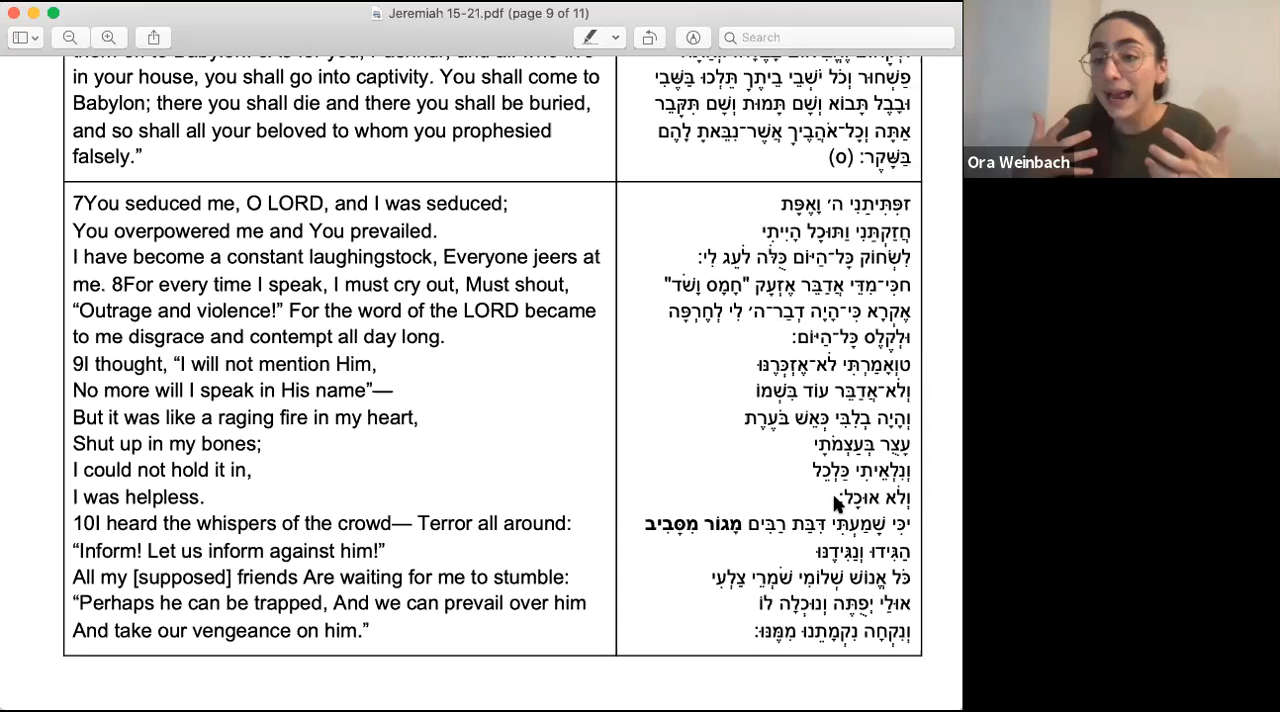 Jeremiah 15-21.pdf (page 9 of 11)
Search
in your house, you shall go into captivity. You shall come to
Babylon; there you shall die and there you shall be buried,
and so shall all your beloved to whom you prophesied
falsely.”
פַשְׁחוּר וְכֹל יֹשְׁבֵי בֵיתֶךָ תֵּלְכוּ בַּשֶּׁבִי
וּבָבֶל תָּבוֹא וְשָׁם תָּמוּת וְשָׁם תִּקָּבֵר
אַתָּה וְכׇל־אֹהֲבֶיךָ אֲשֶׁר־נִבֵּאתָ לָהֶם
בַּשָּׁקֶר׃ (ס)
7You seduced me, O LORD, and I was seduced;
You overpowered me and You prevailed.
I have become a constant laughingstock, Everyone jeers at
me. 8For every time I speak, I must cry out, Must shout,
“Outrage and violence!” For the word of the LORD became
to me disgrace and contempt all day long.
9I thought, “I will not mention Him,
No more will I speak in His name”—
But it was like a raging fire in my heart,
Shut up in my bones;
I could not hold it in,
I was helpless.
10I heard the whispers of the crowd— Terror all around:
“Inform! Let us inform against him!”
All my [supposed] friends Are waiting for me to stumble:
“Perhaps he can be trapped, And we can prevail over him
And take our vengeance on him.”
זפִּתִּיתַנִי ה׳ וָאֶפָּת
חֲזַקְתַּנִי וַתּוּכָל הָיִיתִי
לִשְׂחוֹק כׇּל־הַיּוֹם כֻּלֹּה לֹעֵג לִי׃
חכִּי־מִדֵּי אֲדַבֵּר אֶזְעָק "חָמָס וָשֹׁד"
אֶקְרָא כִּי־הָיָה דְבַר־ה׳ לִי לְחֶרְפָּה
וּלְקֶלֶס כׇּל־הַיּוֹם׃
טוְאָמַרְתִּי לֹא־אֶזְכְּרֶנּוּ
וְלֹא־אֲדַבֵּר עוֹד בִּשְׁמוֹ
וְהָיָה בְלִבִּי כְּאֵשׁ בֹּעֶרֶת
עָצֻר בְּעַצְמֹתָי
וְנִלְאֵיתִי כַּלְכֵל
וְלֹא אוּכָל׃
יכִּי שָׁמַעְתִּי דִּבַּת רַבִּים מָגוֹר מִסָּבִיב
הַגִּידוּ וְנַגִּידֶנּוּ
כֹּל אֱנוֹשׁ שְׁלוֹמִי שֹׁמְרֵי צַלְעִי
אוּלַי יְפֻתֶּה וְנוּכְלָה לוֹ
וְנִקְחָה נִקְמָתֵנוּ מִמֶּנּוּ׃
Ora Weinbach